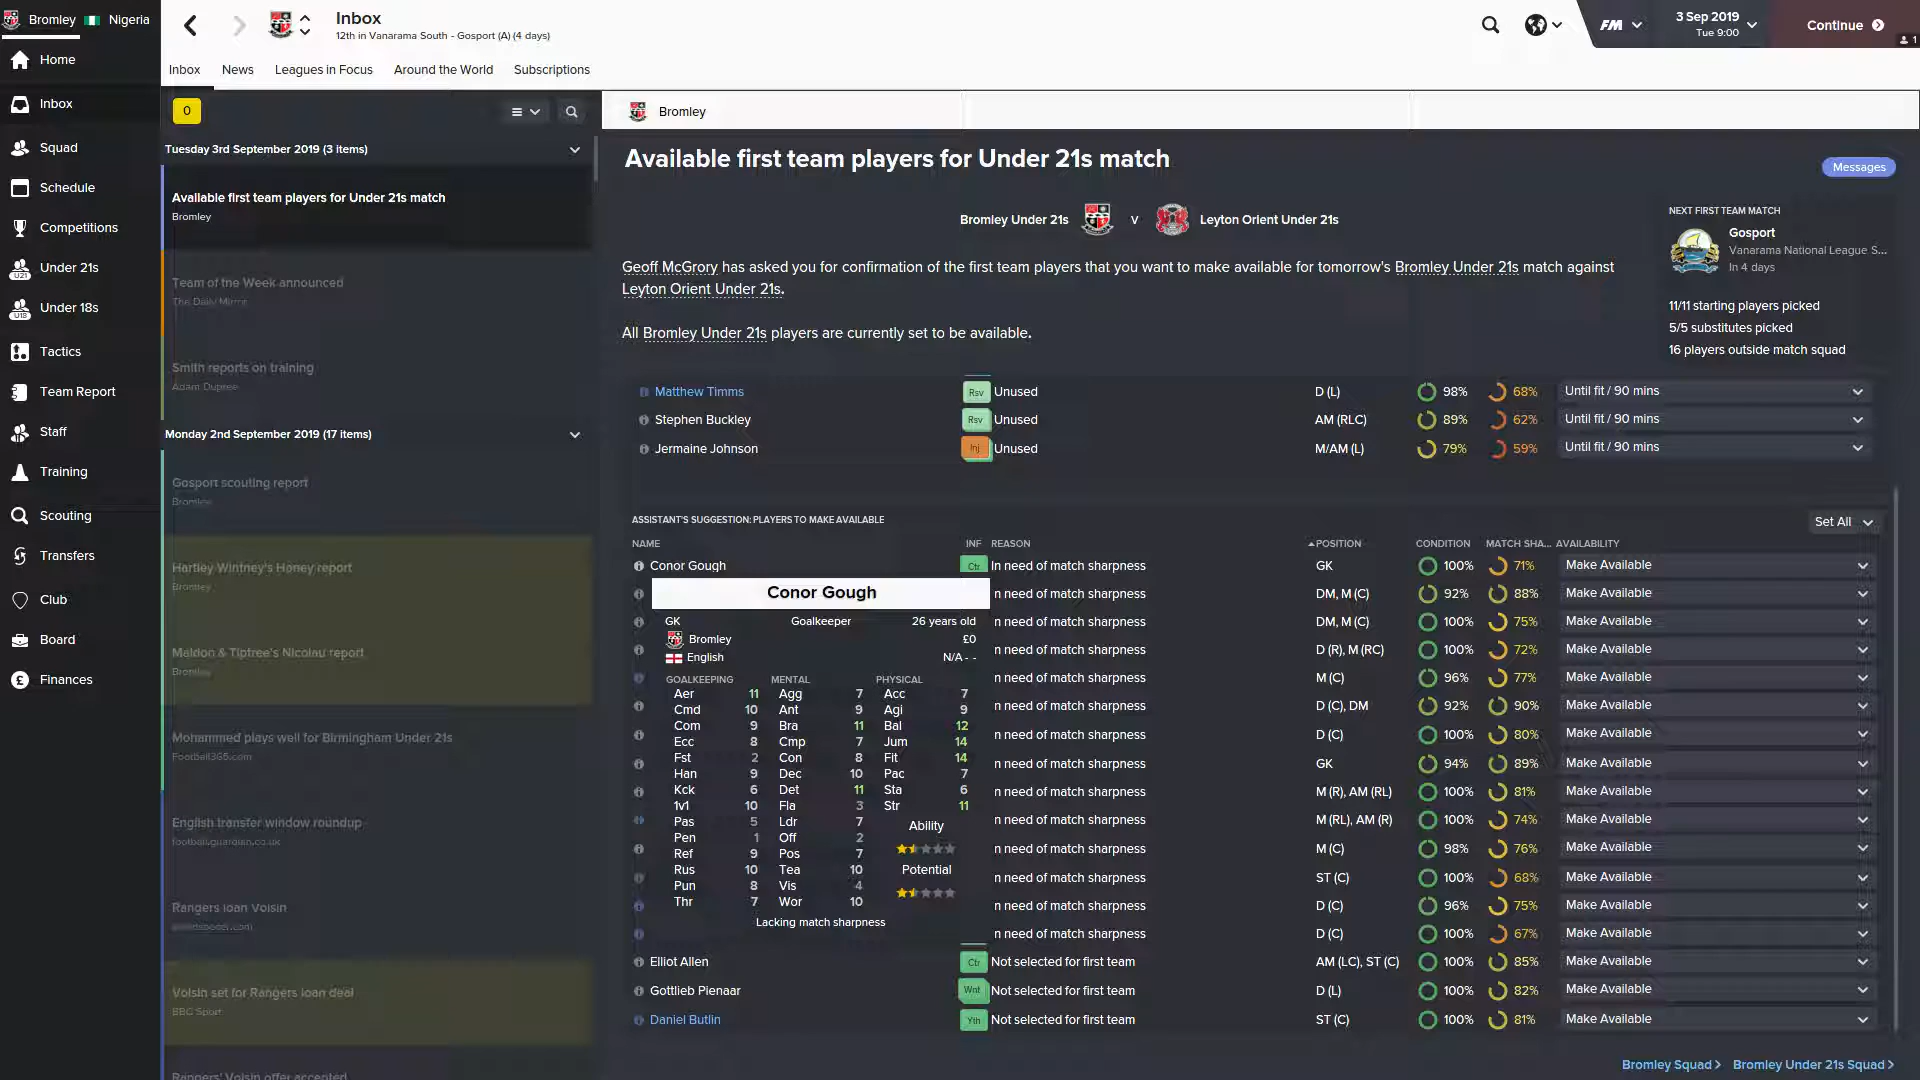 Bromley Nigeria
Home
Inbox
Squad
Schedule
Competitions
Under 21s
Under 18s
Tactics
Team Report
Staff
Training
Scouting
Transfers
Club
Board
Finances
Inbox
12th in Vanarama South - Gosport (A) (4 days)
Inbox News Leagues in Focus Around the World Subscriptions
FM
3 Sep 2019
Tue 9:00
Continue
1
0
Tuesday 3rd September 2019 (3 items)
Available first team players for Under 21s match
Bromley
Team of the Week announced
The Daily Mirror
Smith reports on training
Adam Dupree
Monday 2nd September 2019 (17 items)
Gosport scouting report
Bromley
Hartley Wintney's Honey report
Bromley
Maldon & Tiptree's Nicolau report
Bromley
Mohammed plays well for Birmingham Under 21s
Football365.com
English transfer window roundup
football.guardian.co.uk
Rangers loan Voisin
Voisin set for Rangers loan deal
BBC Sport
Rangers' Voisin offer accepted
Bromley
Available first team players for Under 21s match
Messages
Bromley Under 21s v Leyton Orient Under 21s
Geoff McGrory has asked you for confirmation of the first team players that you want to make available for tomorrow's Bromley Under 21s match against
Leyton Orient Under 21s.
All Bromley Under 21s players are currently set to be available.
NEXT FIRST TEAM MATCH
Gosport
Vanarama National League S...
In 4 days
11/11 starting players picked
5/5 substitutes picked
16 players outside match squad
Matthew Timms Rsv Unused D (L) 98% 68% Until fit / 90 mins
Stephen Buckley Rsv Unused AM (RLC) 89% 62% Until fit / 90 mins
Jermaine Johnson Inj Unused M/AM (L) 79% 59% Until fit / 90 mins
ASSISTANT'S SUGGESTION: PLAYERS TO MAKE AVAILABLE
Set All
NAME INF REASON POSITION CONDITION MATCH SHA... AVAILABILITY
Conor Gough Ctr In need of match sharpness GK 100% 71% Make Available
n need of match sharpness DM, M (C) 92% 88% Make Available
n need of match sharpness DM, M (C) 100% 75% Make Available
n need of match sharpness D (R), M (RC) 100% 72% Make Available
n need of match sharpness M (C) 96% 77% Make Available
n need of match sharpness D (C), DM 92% 90% Make Available
n need of match sharpness D (C) 100% 80% Make Available
n need of match sharpness GK 94% 89% Make Available
n need of match sharpness M (R), AM (RL) 100% 81% Make Available
n need of match sharpness M (RL), AM (R) 100% 74% Make Available
n need of match sharpness M (C) 98% 76% Make Available
n need of match sharpness ST (C) 100% 68% Make Available
n need of match sharpness D (C) 96% 75% Make Available
n need of match sharpness D (C) 100% 67% Make Available
Elliot Allen Ctr Not selected for first team AM (LC), ST (C) 100% 85% Make Available
Gottlieb Pienaar Wnt Not selected for first team D (L) 100% 82% Make Available
Daniel Butlin Yth Not selected for first team ST (C) 100% 81% Make Available
Conor Gough
GK Goalkeeper 26 years old
Bromley £0
English N/A - -
GOALKEEPING MENTAL PHYSICAL
Aer 11 Agg 7 Acc 7
Cmd 10 Ant 9 Agi 9
Com 9 Bra 11 Bal 12
Ecc 8 Cmp 7 Jum 14
Fst 2 Con 8 Fit 14
Han 9 Dec 10 Pac 7
Kck 6 Det 11 Sta 6
1v1 10 Fla 3 Str 11
Pas 5 Ldr 7
Pen 1 Off 2
Ref 9 Pos 7
Rus 10 Tea 10
Pun 8 Vis 4
Thr 7 Wor 10
Ability
Potential
Lacking match sharpness
Bromley Squad > Bromley Under 21s Squad >